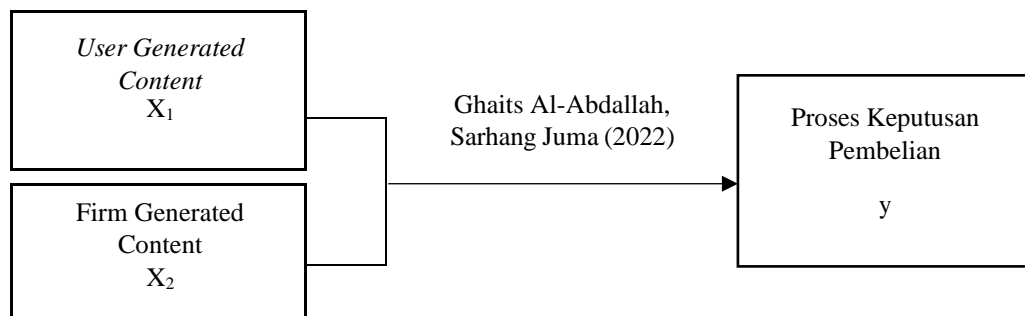 User Generated
Content
X₁
Ghaits Al-Abdallah,
Sarhang Juma (2022)
Proses Keputusan
Pembelian
y
Firm Generated
Content
X₂